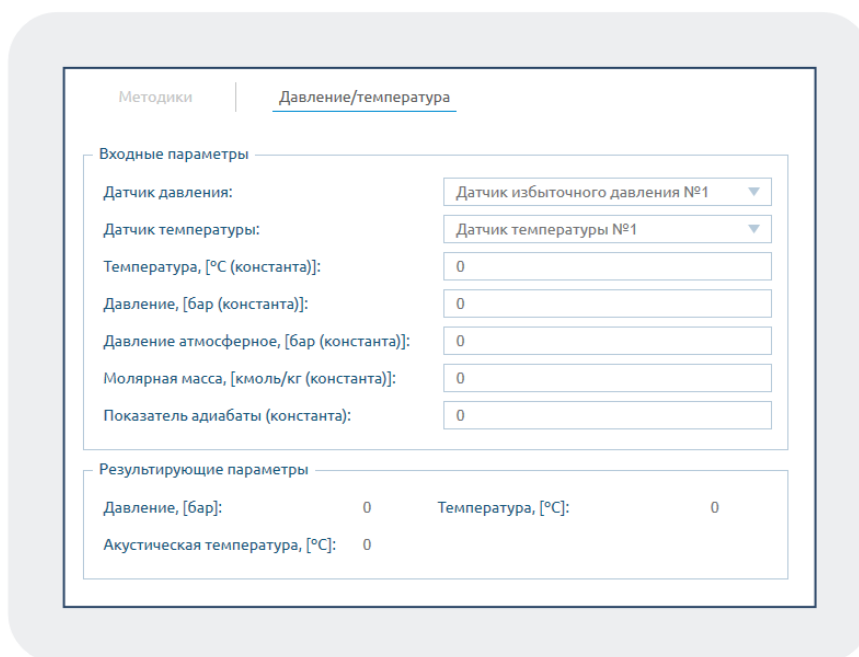 Методики Давление/температура
Входные параметры
Датчик давления: Датчик избыточного давления №1
Датчик температуры: Датчик температуры №1
Температура, [°C (константа)]: 0
Давление, [бар (константа)]: 0
Давление атмосферное, [бар (константа)]: 0
Молярная масса, [кмоль/кг (константа)]: 0
Показатель адиабаты (константа): 0
Результирующие параметры
Давление, [бар]: 0 Температура, [°C]: 0
Акустическая температура, [°C]: 0